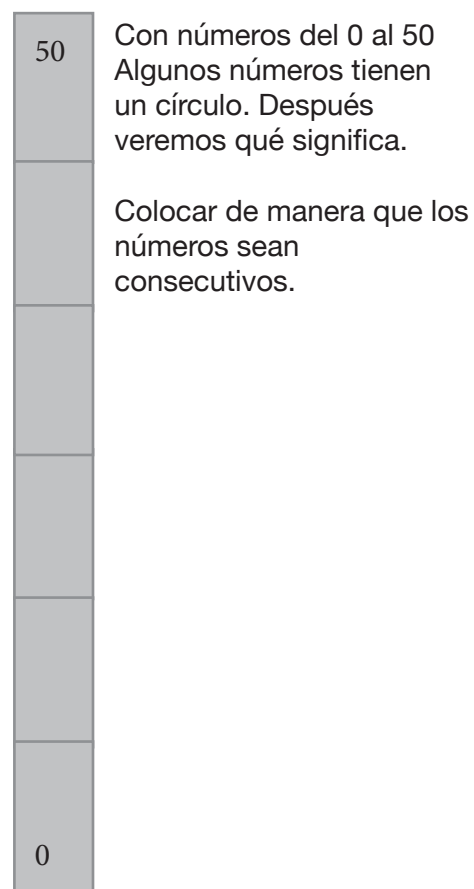 50
Con números del 0 al 50
Algunos números tienen
un círculo. Después
veremos qué significa.
Colocar de manera que los
números sean
consecutivos.
0